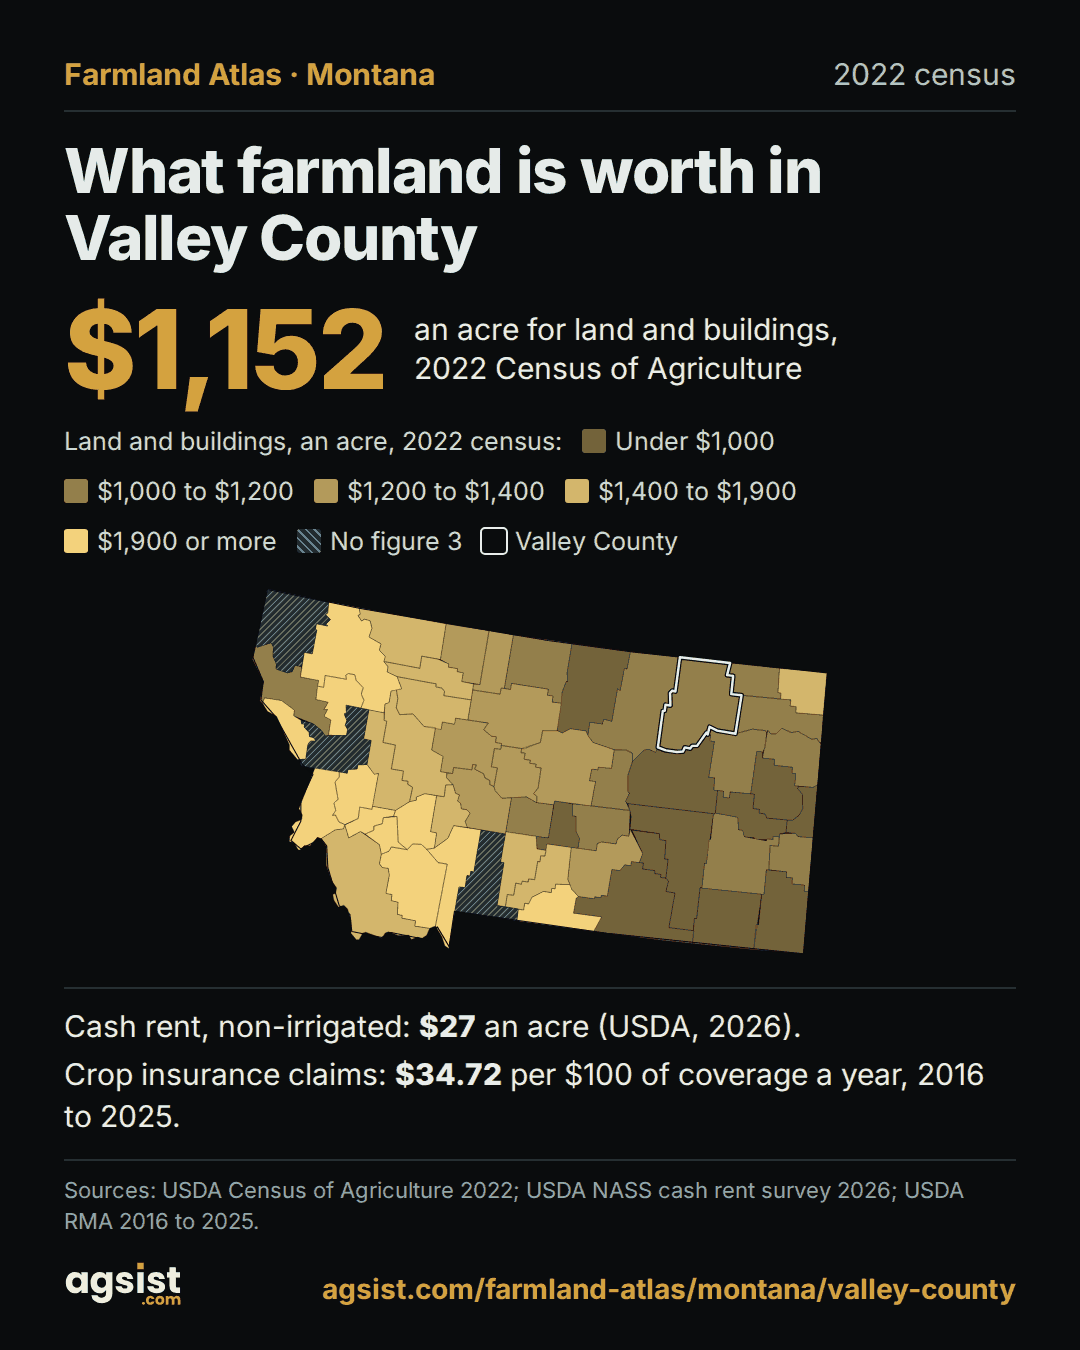 Farmland Atlas · Montana
2022 census
What farmland is worth in
Valley County
$1,152
an acre for land and buildings,
2022 Census of Agriculture
Land and buildings, an acre, 2022 census: Under $1,000
$1,000 to $1,200 $1,200 to $1,400 $1,400 to $1,900
$1,900 or more No figure 3 Valley County
Cash rent, non-irrigated: $27 an acre (USDA, 2026).
Crop insurance claims: $34.72 per $100 of coverage a year, 2016
to 2025.
Sources: USDA Census of Agriculture 2022; USDA NASS cash rent survey 2026; USDA
RMA 2016 to 2025.
agsist
.com
agsist.com/farmland-atlas/montana/valley-county